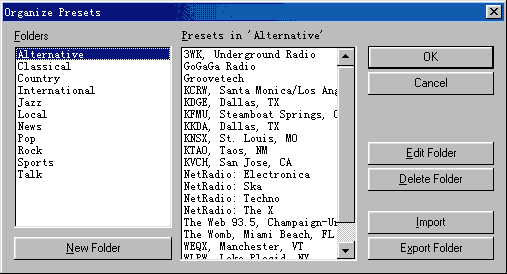 Organize Presets
Folders
Alternative
Classical
Country
International
Jazz
Local
News
Pop
Rock
Sports
Talk
New Folder
Presets in 'Alternative'
3WK, Underground Radio
GoGaGa Radio
Groovetech
KCRW, Santa Monica/Los Ang
KDGE, Dallas, TX
KFMU, Steamboat Springs, C
KKDA, Dallas, TX
KNSX, St. Louis, MO
KTAO, Taos, NM
KVCH, San Jose, CA
NetRadio: Electronica
NetRadio: Ska
NetRadio: Techno
NetRadio: The X
The Web 93.5, Champaign-Ur
The Womb, Miami Beach, FL
WEQX, Manchester, VT
WLPW, Lake Placid, NY
OK
Cancel
Edit Folder
Delete Folder
Import
Export Folder